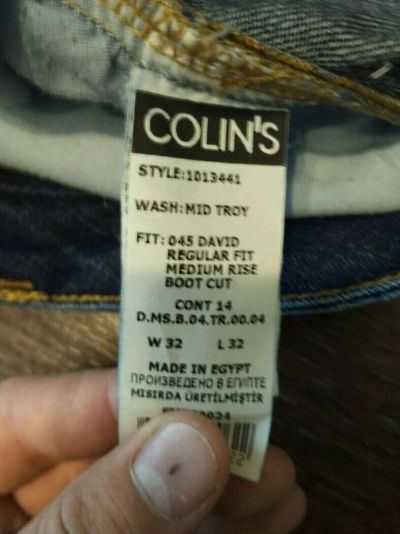 COLIN'S
STYLE:1013441
WASH:MID TROY
FIT: 045 DAVID
REGULAR FIT
MEDIUM RISE
BOOT CUT
CONT 14
D.MS.B.04.TR.00.04
W 32 L 32
MADE IN EGYPT
ПРОИЗВЕДЕНО В ЕГИПТЕ
MISIRDA ÜRETİLMİŞTİR